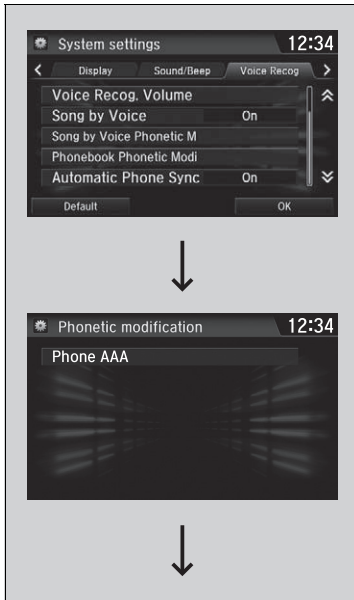 System settings 12:34
Display Sound/Beep Voice Recog
Voice Recog. Volume
Song by Voice On
Song by Voice Phonetic M
Phonebook Phonetic Modi
Automatic Phone Sync On
Default OK
Phonetic modification 12:34
Phone AAA